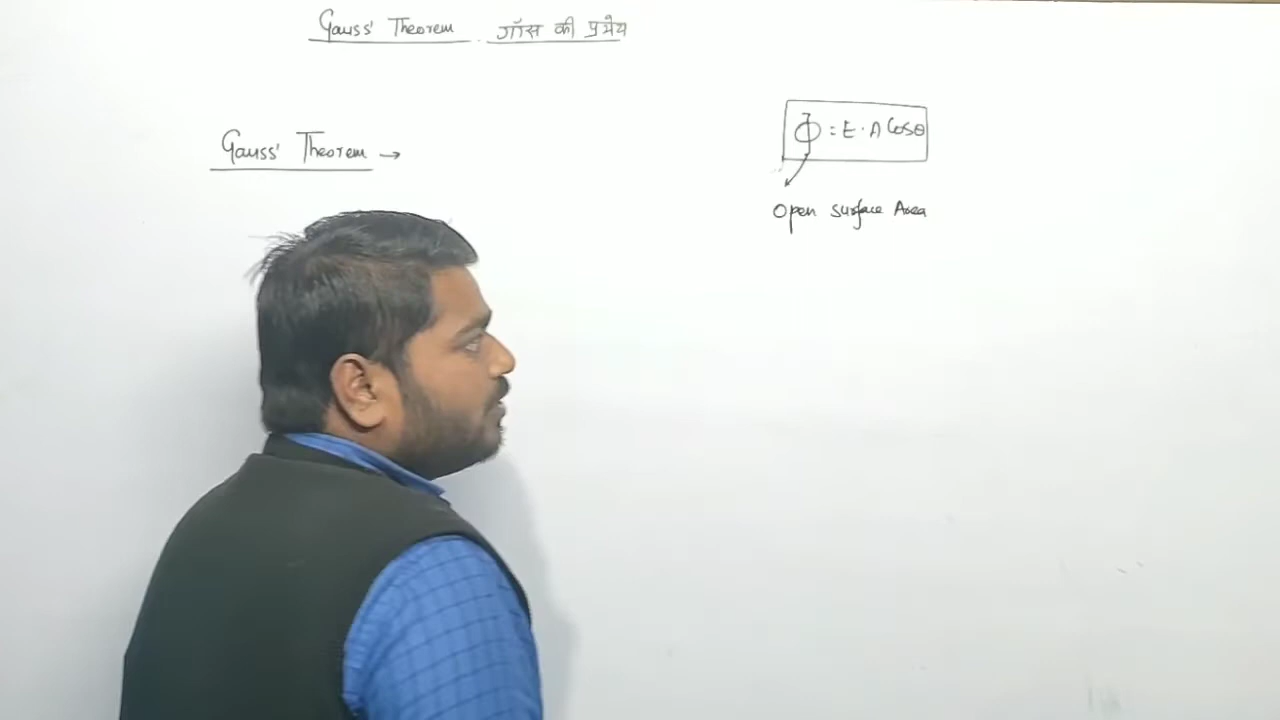 Gauss' Theorem गॉस की प्रमेय
Gauss' Theorem →
Φ = E · A Cosθ
Open surface Area